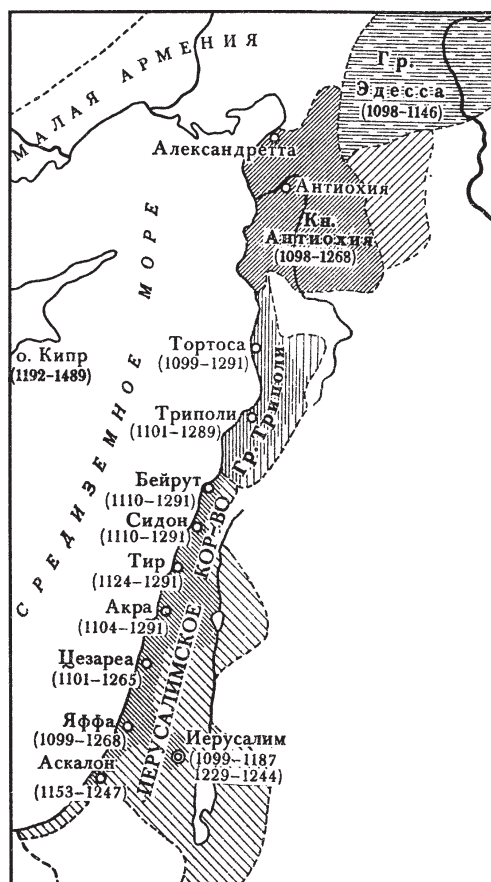 МАЛАЯ АРМЕНИЯ
Гр.
Эдесса
(1098–1146)
Александретта
Антиохия
Кн.
Антиохия
(1098–1268)
СРЕДИЗЕМНОЕ МОРЕ
о. Кипр
(1192–1489)
Тортоса
(1099–1291)
Триполи
(1101–1289)
Гр. Триполи
Бейрут
(1110–1291)
Сидон
(1110–1291)
Тир
(1124–1291)
Акра
(1104–1291)
Цезареа
(1101–1265)
ИЕРУСАЛИМСКОЕ КОР-ВО
Яффа
(1099–1268)
Иерусалим
(1099–1187
1229–1244)
Аскалон
(1153–1247)